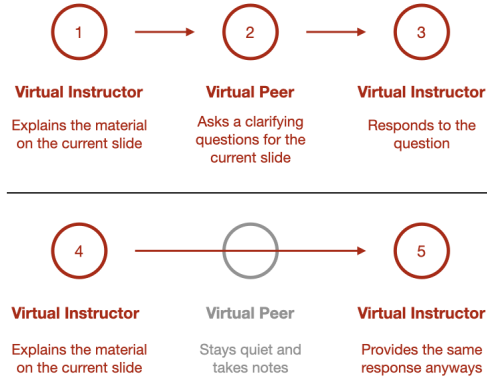 1
2
3
Virtual Instructor
Virtual Peer
Virtual Instructor
Explains the material
on the current slide
Asks a clarifying
questions for the
current slide
Responds to the
question
4
5
Virtual Instructor
Virtual Peer
Virtual Instructor
Explains the material
on the current slide
Stays quiet and
takes notes
Provides the same
response anyways